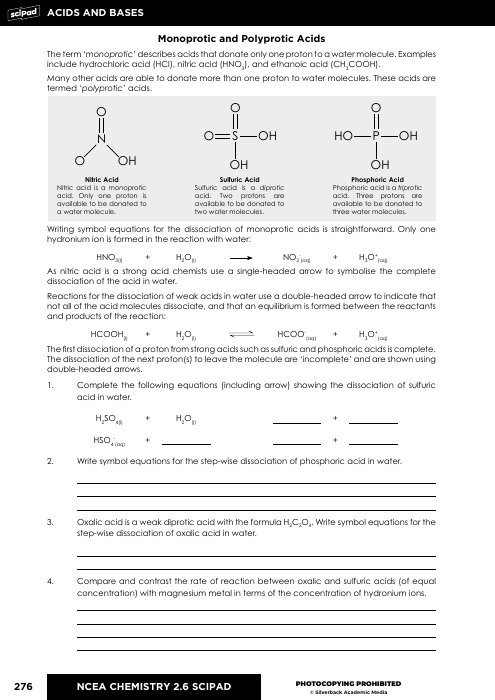 scipad ACIDS AND BASES
Monoprotic and Polyprotic Acids
The term ‘monoprotic’ describes acids that donate only one proton to a water molecule. Examples
include hydrochloric acid (HCl), nitric acid (HNO₃), and ethanoic acid (CH₃COOH).
Many other acids are able to donate more than one proton to water molecules. These acids are
termed ‘polyprotic’ acids.
O
N
O OH
Nitric Acid
Nitric acid is a monoprotic
acid. Only one proton is
available to be donated to
a water molecule.
O
O S OH
OH
Sulfuric Acid
Sulfuric acid is a diprotic
acid. Two protons are
available to be donated to
two water molecules.
O
HO P OH
OH
Phosphoric Acid
Phosphoric acid is a triprotic
acid. Three protons are
available to be donated to
three water molecules.
Writing symbol equations for the dissociation of monoprotic acids is straightforward. Only one
hydronium ion is formed in the reaction with water:
HNO₃(l) + H₂O(l) → NO₃⁻(aq) + H₃O⁺(aq)
As nitric acid is a strong acid chemists use a single-headed arrow to symbolise the complete
dissociation of the acid in water.
Reactions for the dissociation of weak acids in water use a double-headed arrow to indicate that
not all of the acid molecules dissociate, and that an equilibrium is formed between the reactants
and products of the reaction:
HCOOH(l) + H₂O(l) ⇌ HCOO⁻(aq) + H₃O⁺(aq)
The first dissociation of a proton from strong acids such as sulfuric and phosphoric acids is complete.
The dissociation of the next proton(s) to leave the molecule are ‘incomplete’ and are shown using
double-headed arrows.
1. Complete the following equations (including arrow) showing the dissociation of sulfuric
acid in water.
H₂SO₄(l) + H₂O(l) ____ + ____
HSO₄⁻(aq) + ____ ____ + ____
2. Write symbol equations for the step-wise dissociation of phosphoric acid in water.
3. Oxalic acid is a weak diprotic acid with the formula H₂C₂O₄. Write symbol equations for the
step-wise dissociation of oxalic acid in water.
4. Compare and contrast the rate of reaction between oxalic and sulfuric acids (of equal
concentration) with magnesium metal in terms of the concentration of hydronium ions.
276 NCEA CHEMISTRY 2.6 SCIPAD PHOTOCOPYING PROHIBITED
© Silverback Academic Media